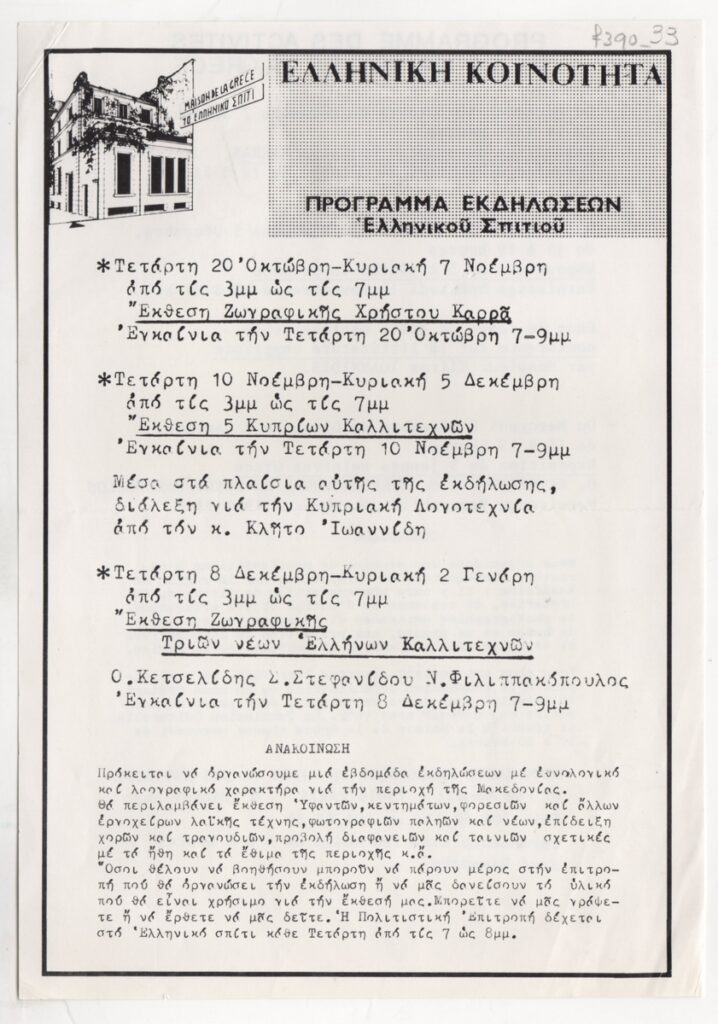 f390_33
MAISON DE LA GRECE
ΤΟ ΕΛΛΗΝΙΚΟ ΣΠΙΤΙ
ΕΛΛΗΝΙΚΗ ΚΟΙΝΟΤΗΤΑ
ΠΡΟΓΡΑΜΜΑ ΕΚΔΗΛΩΣΕΩΝ
Ἑλληνικοῦ Σπιτιοῦ
*Τετάρτη 20 Ὀκτώβρη-Κυριακή 7 Νοέμβρη
ἀπό τίς 3μμ ὡς τίς 7μμ
Ἔκθεση Ζωγραφικῆς Χρήστου Καρρᾶ
Ἐγκαίνια τήν Τετάρτη 20 Ὀκτώβρη 7-9μμ
*Τετάρτη 10 Νοέμβρη-Κυριακή 5 Δεκέμβρη
ἀπό τίς 3μμ ὡς τίς 7μμ
Ἔκθεση 5 Κυπρίων Καλλιτεχνῶν
Ἐγκαίνια τήν Τετάρτη 10 Νοέμβρη 7-9μμ
Μέσα στά πλαίσια αὐτῆς τῆς ἐκδήλωσης,
διάλεξη γιά τήν Κυπριακή Λογοτεχνία
ἀπό τόν κ. Κλῆτο Ἰωαννίδη
*Τετάρτη 8 Δεκέμβρη-Κυριακή 2 Γενάρη
ἀπό τίς 3μμ ὡς τίς 7μμ
Ἔκθεση Ζωγραφικῆς
Τριῶν νέων Ἑλλήνων Καλλιτεχνῶν
Ο.Κετσελίδης Σ.Στεφανίδου Ν.Φιλιππακόπουλος
Ἐγκαίνια τήν Τετάρτη 8 Δεκέμβρη 7-9μμ
ΑΝΑΚΟΙΝΩΣΗ
Πρόκειται νά ὀργανώσουμε μιά ἑβδομάδα ἐκδηλώσεων μέ ἐθνολογικό
καί λαογραφικό χαρακτήρα γιά τήν περιοχή τῆς Μακεδονίας.
Θά περιλαμβάνει ἔκθεση Ὑφαντῶν,κεντημάτων,φορεσιῶν καί ἄλλων
ἐργοχείρων λαϊκῆς τέχνης,φωτογραφιῶν παληῶν καί νέων,ἐπίδειξη
χορῶν καί τραγουδιῶν,προβολή διαφανειῶν καί ταινιῶν σχετικές
μέ τά ἤθη καί τά ἔθιμα τῆς περιοχῆς κ.ἄ.
Ὅσοι θέλουν νά βοηθήσουν μποροῦν νά πάρουν μέρος στήν ἐπιτρο-
πή πού θά ὀργανώσει τήν ἐκδήλωση ἤ νά μᾶς δανείσουν τό ὑλικό
πού θά εἶναι χρήσιμο γιά τήν ἔκθεσή μας.Μπορεῖτε νά μᾶς γράψε-
τε ἤ νά ἔρθετε νά μᾶς δεῖτε.Ἡ Πολιτιστική Ἐπιτροπή δέχεται
στό Ἑλληνικό σπίτι κάθε Τετάρτη ἀπό τίς 7 ὡς 8μμ.